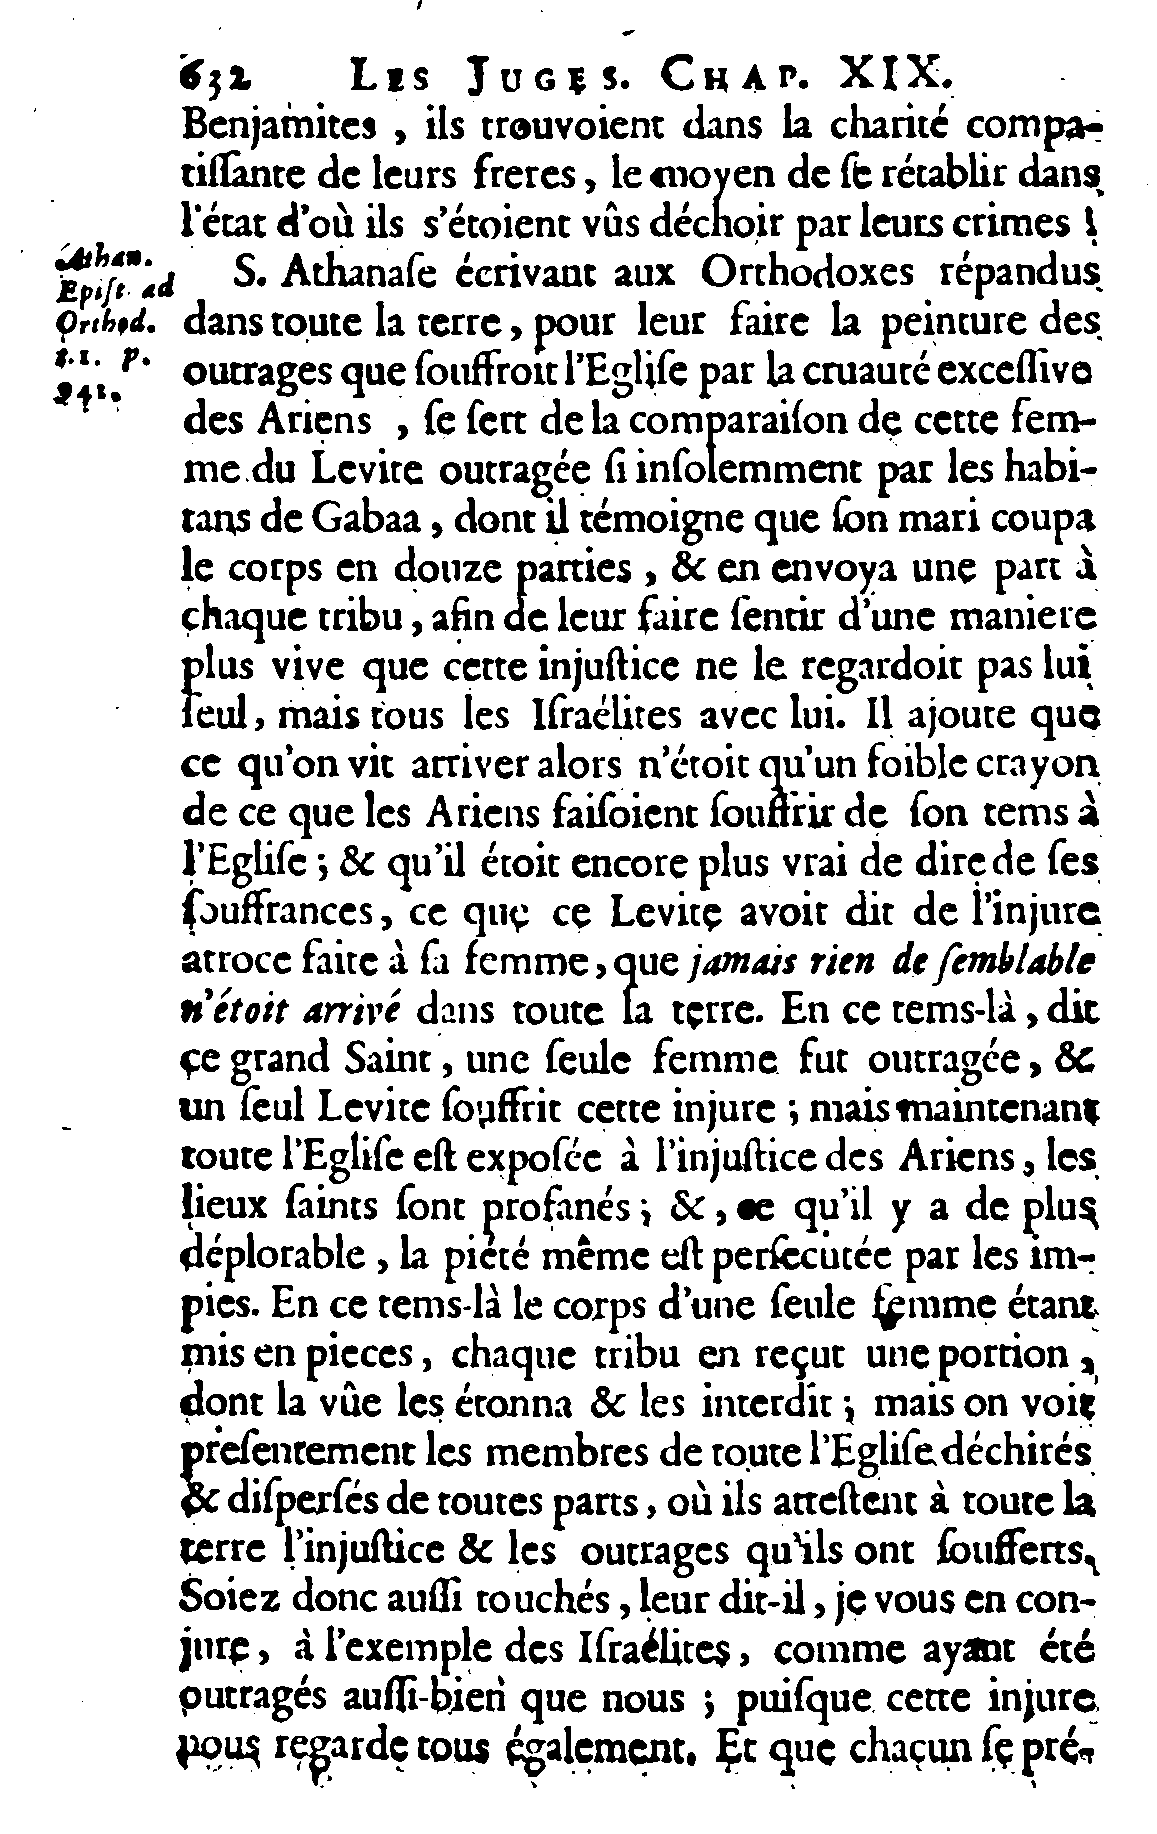 632 LES JUGES. CHAP. XIX.
Benjamites, ils trouvoient dans la charité compa-
tiſſante de leurs freres, le moyen de ſe rétablir dans
l'état d'où ils s'étoient vûs déchoir par leurs crimes !
Athan.
Epiſt. ad
Orthod.
t.1. p.
941.
S. Athanaſe écrivant aux Orthodoxes répandus
dans toute la terre, pour leur faire la peinture des
outrages que ſouffroit l'Egliſe par la cruauté exceſſive
des Ariens, ſe ſert de la comparaiſon de cette fem-
me du Levite outragée ſi inſolemment par les habi-
tans de Gabaa, dont il témoigne que ſon mari coupa
le corps en douze parties, & en envoya une part à
chaque tribu, afin de leur faire ſentir d'une maniere
plus vive que cette injuſtice ne le regardoit pas lui
ſeul, mais tous les Iſraélites avec lui. Il ajoute que
ce qu'on vit arriver alors n'étoit qu'un foible crayon
de ce que les Ariens faiſoient ſouffrir de ſon tems à
l'Egliſe ; & qu'il étoit encore plus vrai de dire de ſes
ſouffrances, ce que ce Levite avoit dit de l'injure
atroce faite à ſa femme, que jamais rien de ſemblable
n'étoit arrivé dans toute la terre. En ce tems-là, dit
ce grand Saint, une ſeule femme fut outragée, &
un ſeul Levite ſouffrit cette injure ; mais maintenant
toute l'Egliſe eſt expoſée à l'injuſtice des Ariens, les
lieux ſaints ſont profanés ; &, ce qu'il y a de plus
déplorable, la piété même eſt perſecutée par les im-
pies. En ce tems-là le corps d'une ſeule femme étant
mis en pieces, chaque tribu en reçut une portion,
dont la vûe les étonna & les interdit ; mais on voit
preſentement les membres de toute l'Egliſe déchirés
& diſperſés de toutes parts, où ils atteſtent à toute la
terre l'injuſtice & les outrages qu'ils ont ſoufferts.
Soiez donc auſſi touchés, leur dit-il, je vous en con-
jure, à l'exemple des Iſraélites, comme ayant été
outragés auſſi-bien que nous ; puiſque cette injure
nous regarde tous également. Et que chacun ſe pré-